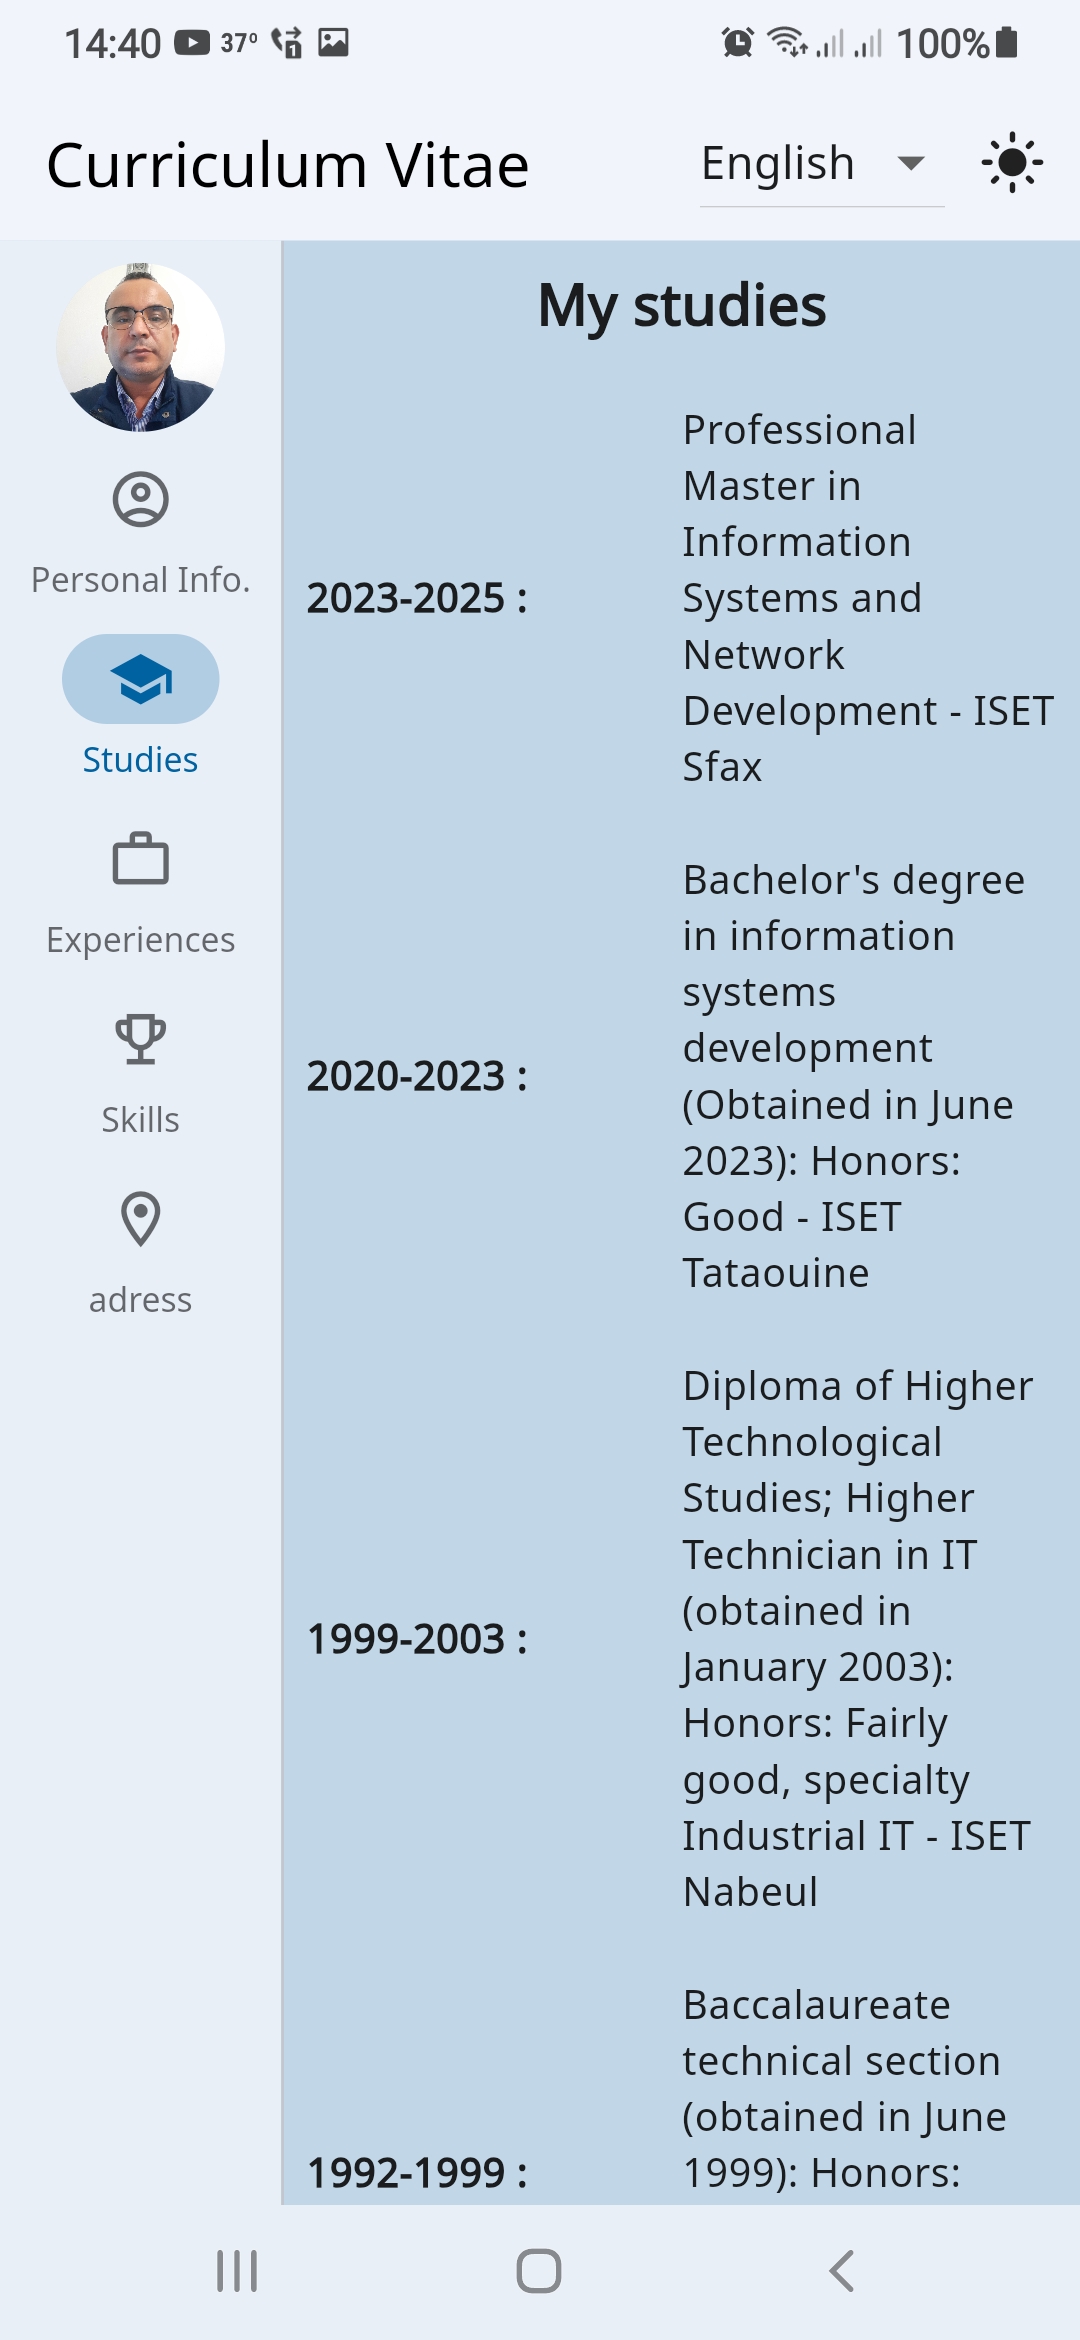 14:40 37° 1 100%
Curriculum Vitae
English
Personal Info.
Studies
Experiences
Skills
adress
My studies
2023-2025 :
Professional
Master in
Information
Systems and
Network
Development - ISET
Sfax
2020-2023 :
Bachelor's degree
in information
systems
development
(Obtained in June
2023): Honors:
Good - ISET
Tataouine
1999-2003 :
Diploma of Higher
Technological
Studies; Higher
Technician in IT
(obtained in
January 2003):
Honors: Fairly
good, specialty
Industrial IT - ISET
Nabeul
1992-1999 :
Baccalaureate
technical section
(obtained in June
1999): Honors: